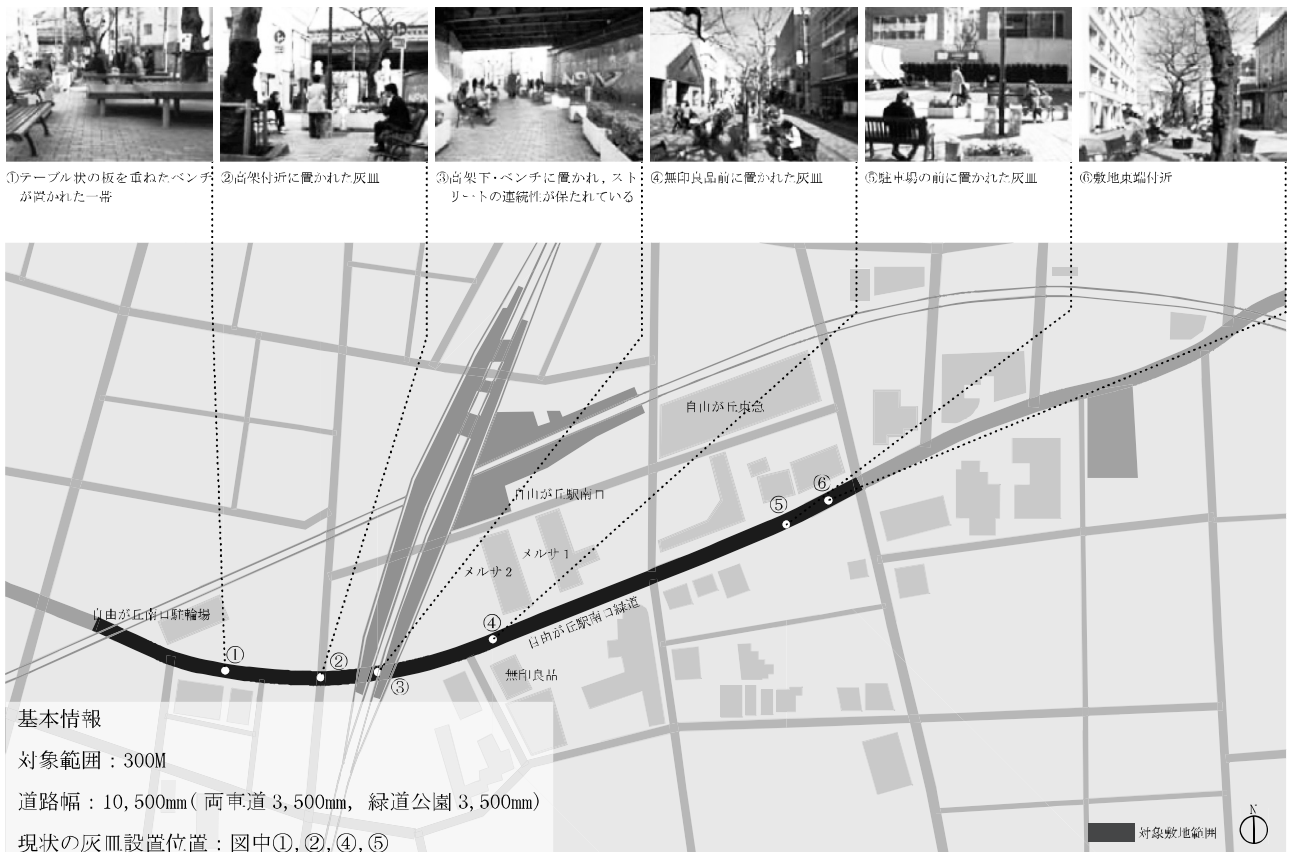 ①テーブル状の板を重ねたベンチ
が置かれた一帯
②高架付近に置かれた灰皿
③高架下・ベンチに置かれ, スト
リートの連続性が保たれている
④無印良品前に置かれた灰皿
⑤駐車場の前に置かれた灰皿
⑥敷地東端付近
自由が丘東急
自由が丘駅南口
メルサ1
メルサ2
⑥
⑤
④
自由が丘駅南口緑道
自由が丘南口駐輪場
①
②
③
無印良品
基本情報
対象範囲：300M
道路幅：10,500mm( 両車道 3,500mm, 緑道公園 3,500mm)
現状の灰皿設置位置：図中①,②,④,⑤
N
対象敷地範囲